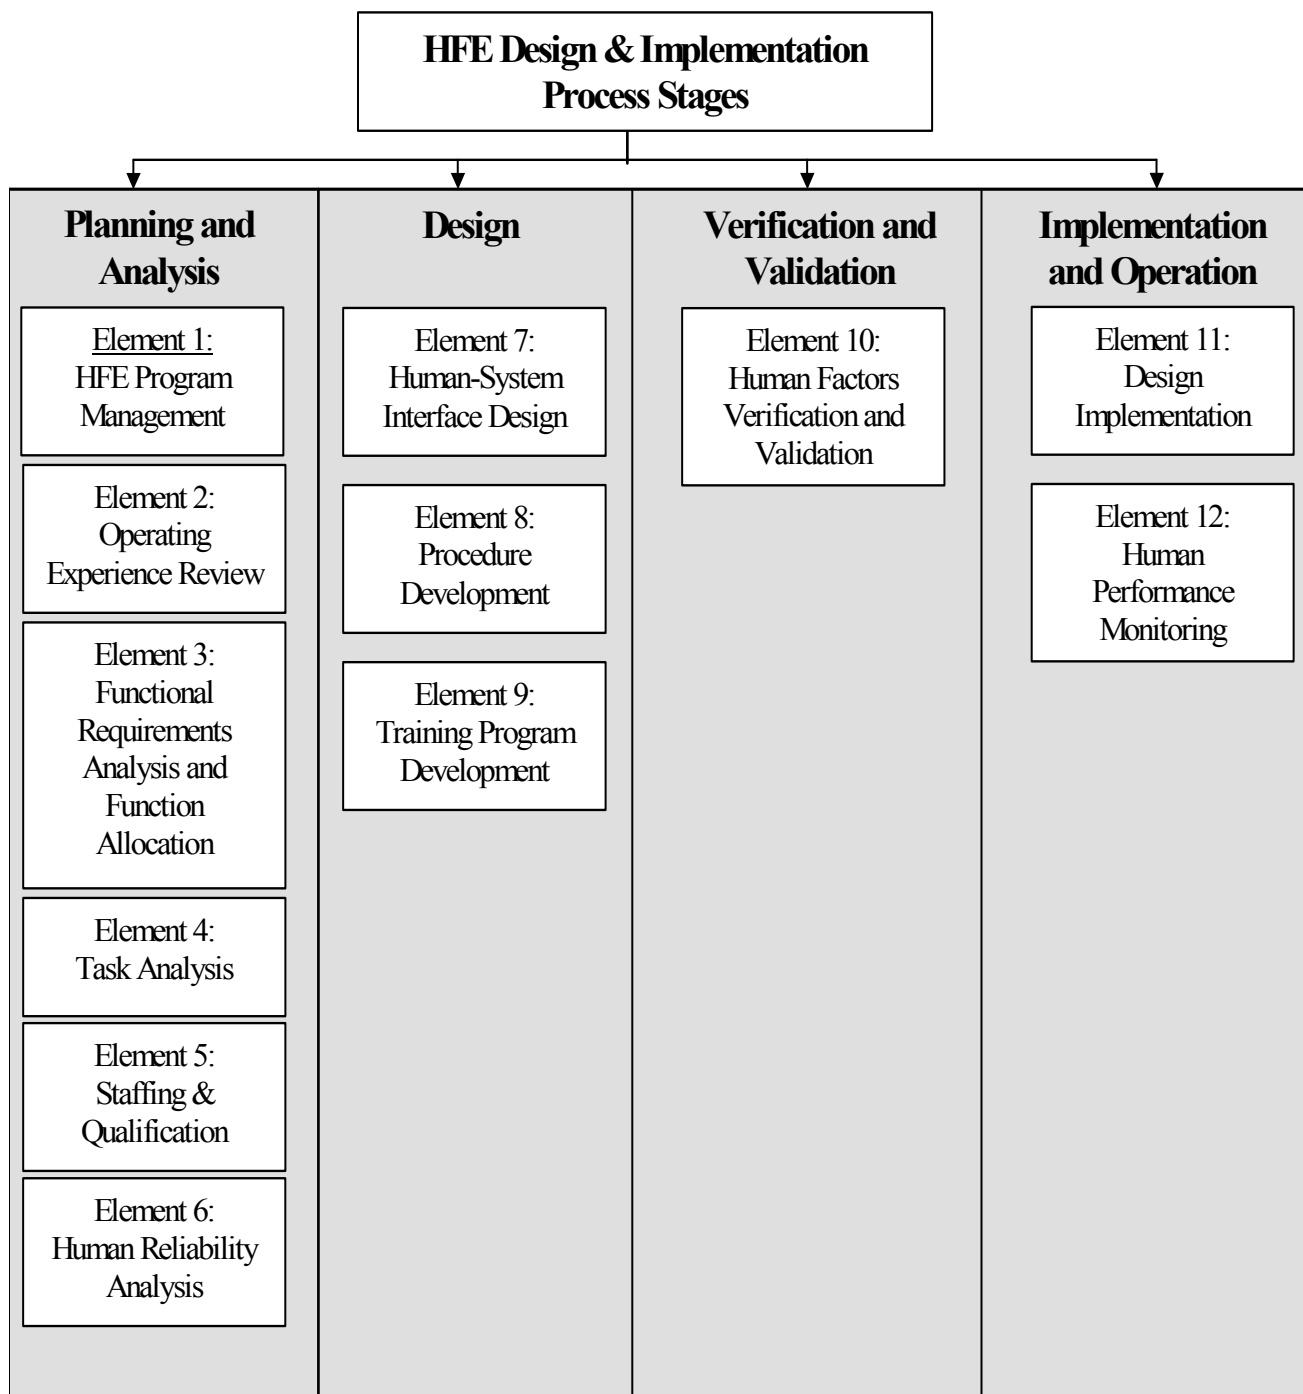 HFE Design & Implementation
Process Stages
Planning and
Analysis
Element 1:
HFE Program
Management
Element 2:
Operating
Experience Review
Element 3:
Functional
Requirements
Analysis and
Function
Allocation
Element 4:
Task Analysis
Element 5:
Staffing &
Qualification
Element 6:
Human Reliability
Analysis
Design
Element 7:
Human-System
Interface Design
Element 8:
Procedure
Development
Element 9:
Training Program
Development
Verification and
Validation
Element 10:
Human Factors
Verification and
Validation
Implementation
and Operation
Element 11:
Design
Implementation
Element 12:
Human
Performance
Monitoring